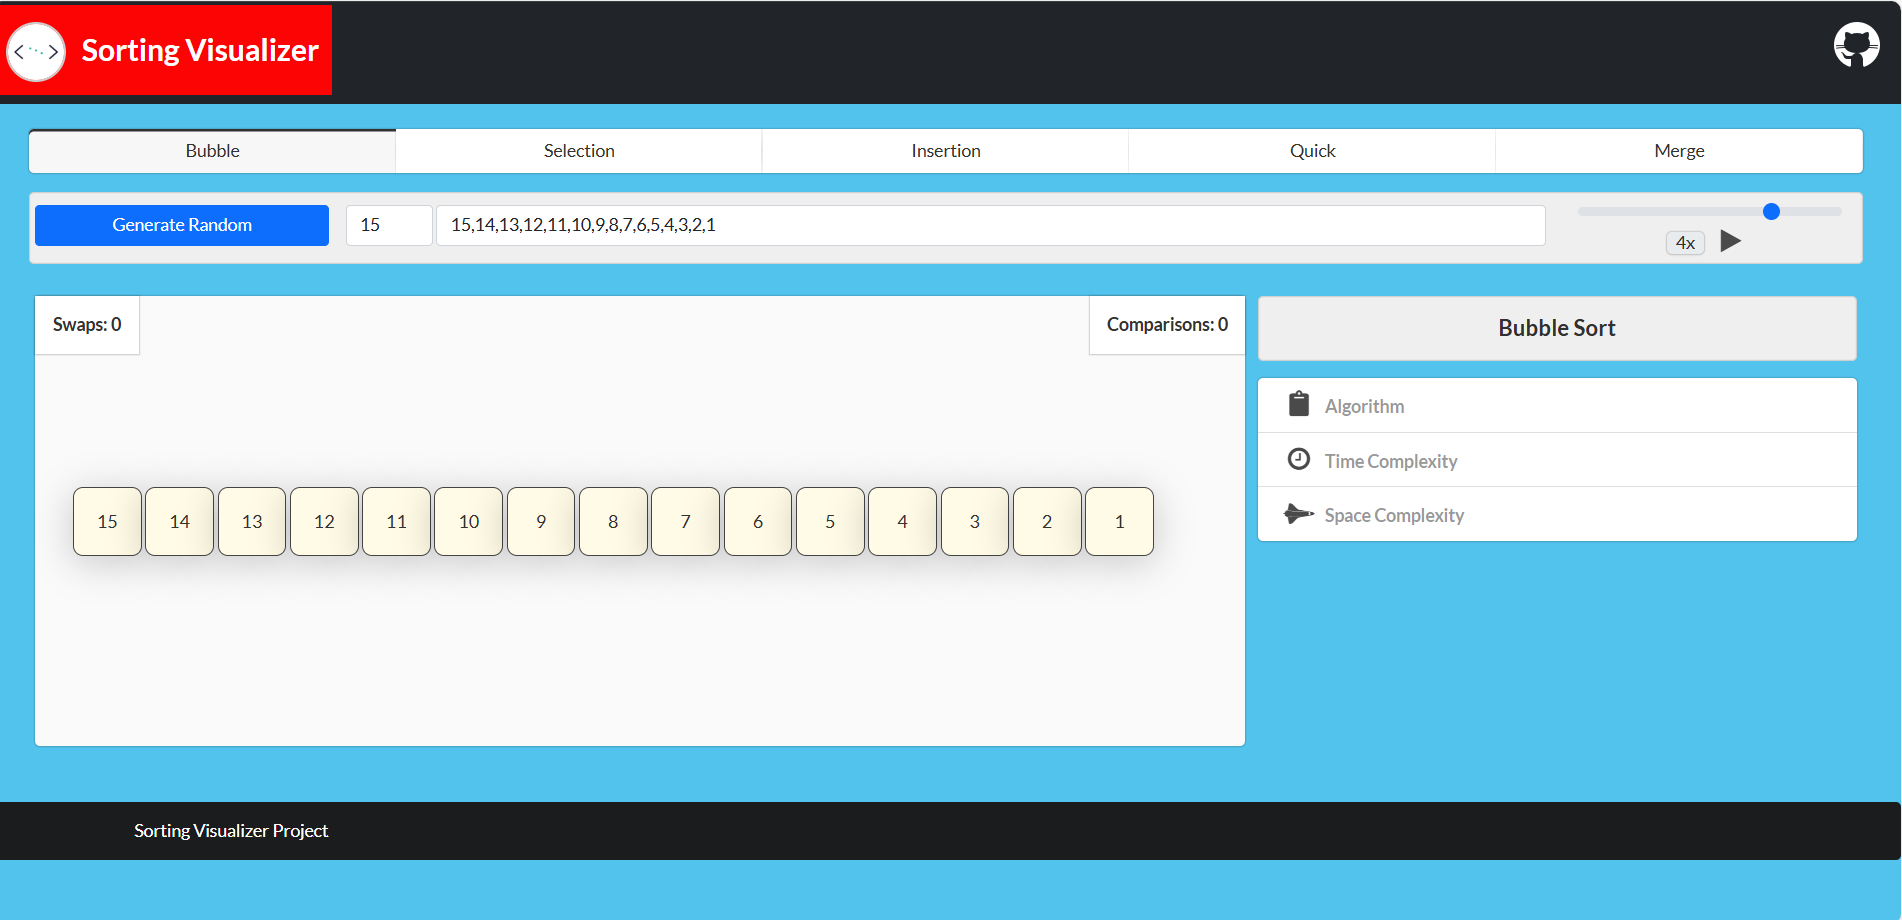 Sorting Visualizer
Bubble Selection Insertion Quick Merge
Generate Random 15 15,14,13,12,11,10,9,8,7,6,5,4,3,2,1
4x
Swaps: 0 Comparisons: 0
Bubble Sort
Algorithm
Time Complexity
Space Complexity
15 14 13 12 11 10 9 8 7 6 5 4 3 2 1
Sorting Visualizer Project